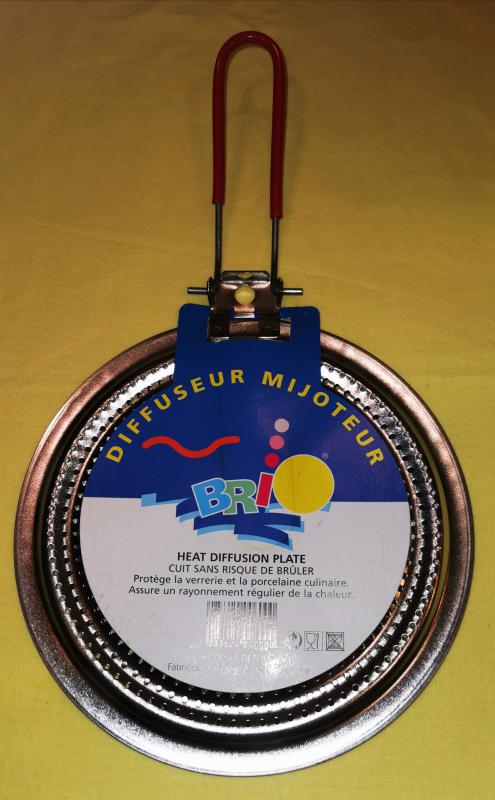 DIFFUSEUR MIJOTEUR
BRIO®
HEAT DIFFUSION PLATE
CUIT SANS RISQUE DE BRÛLER
Protège la verrerie et la porcelaine culinaire.
Assure un rayonnement régulier de la chaleur.